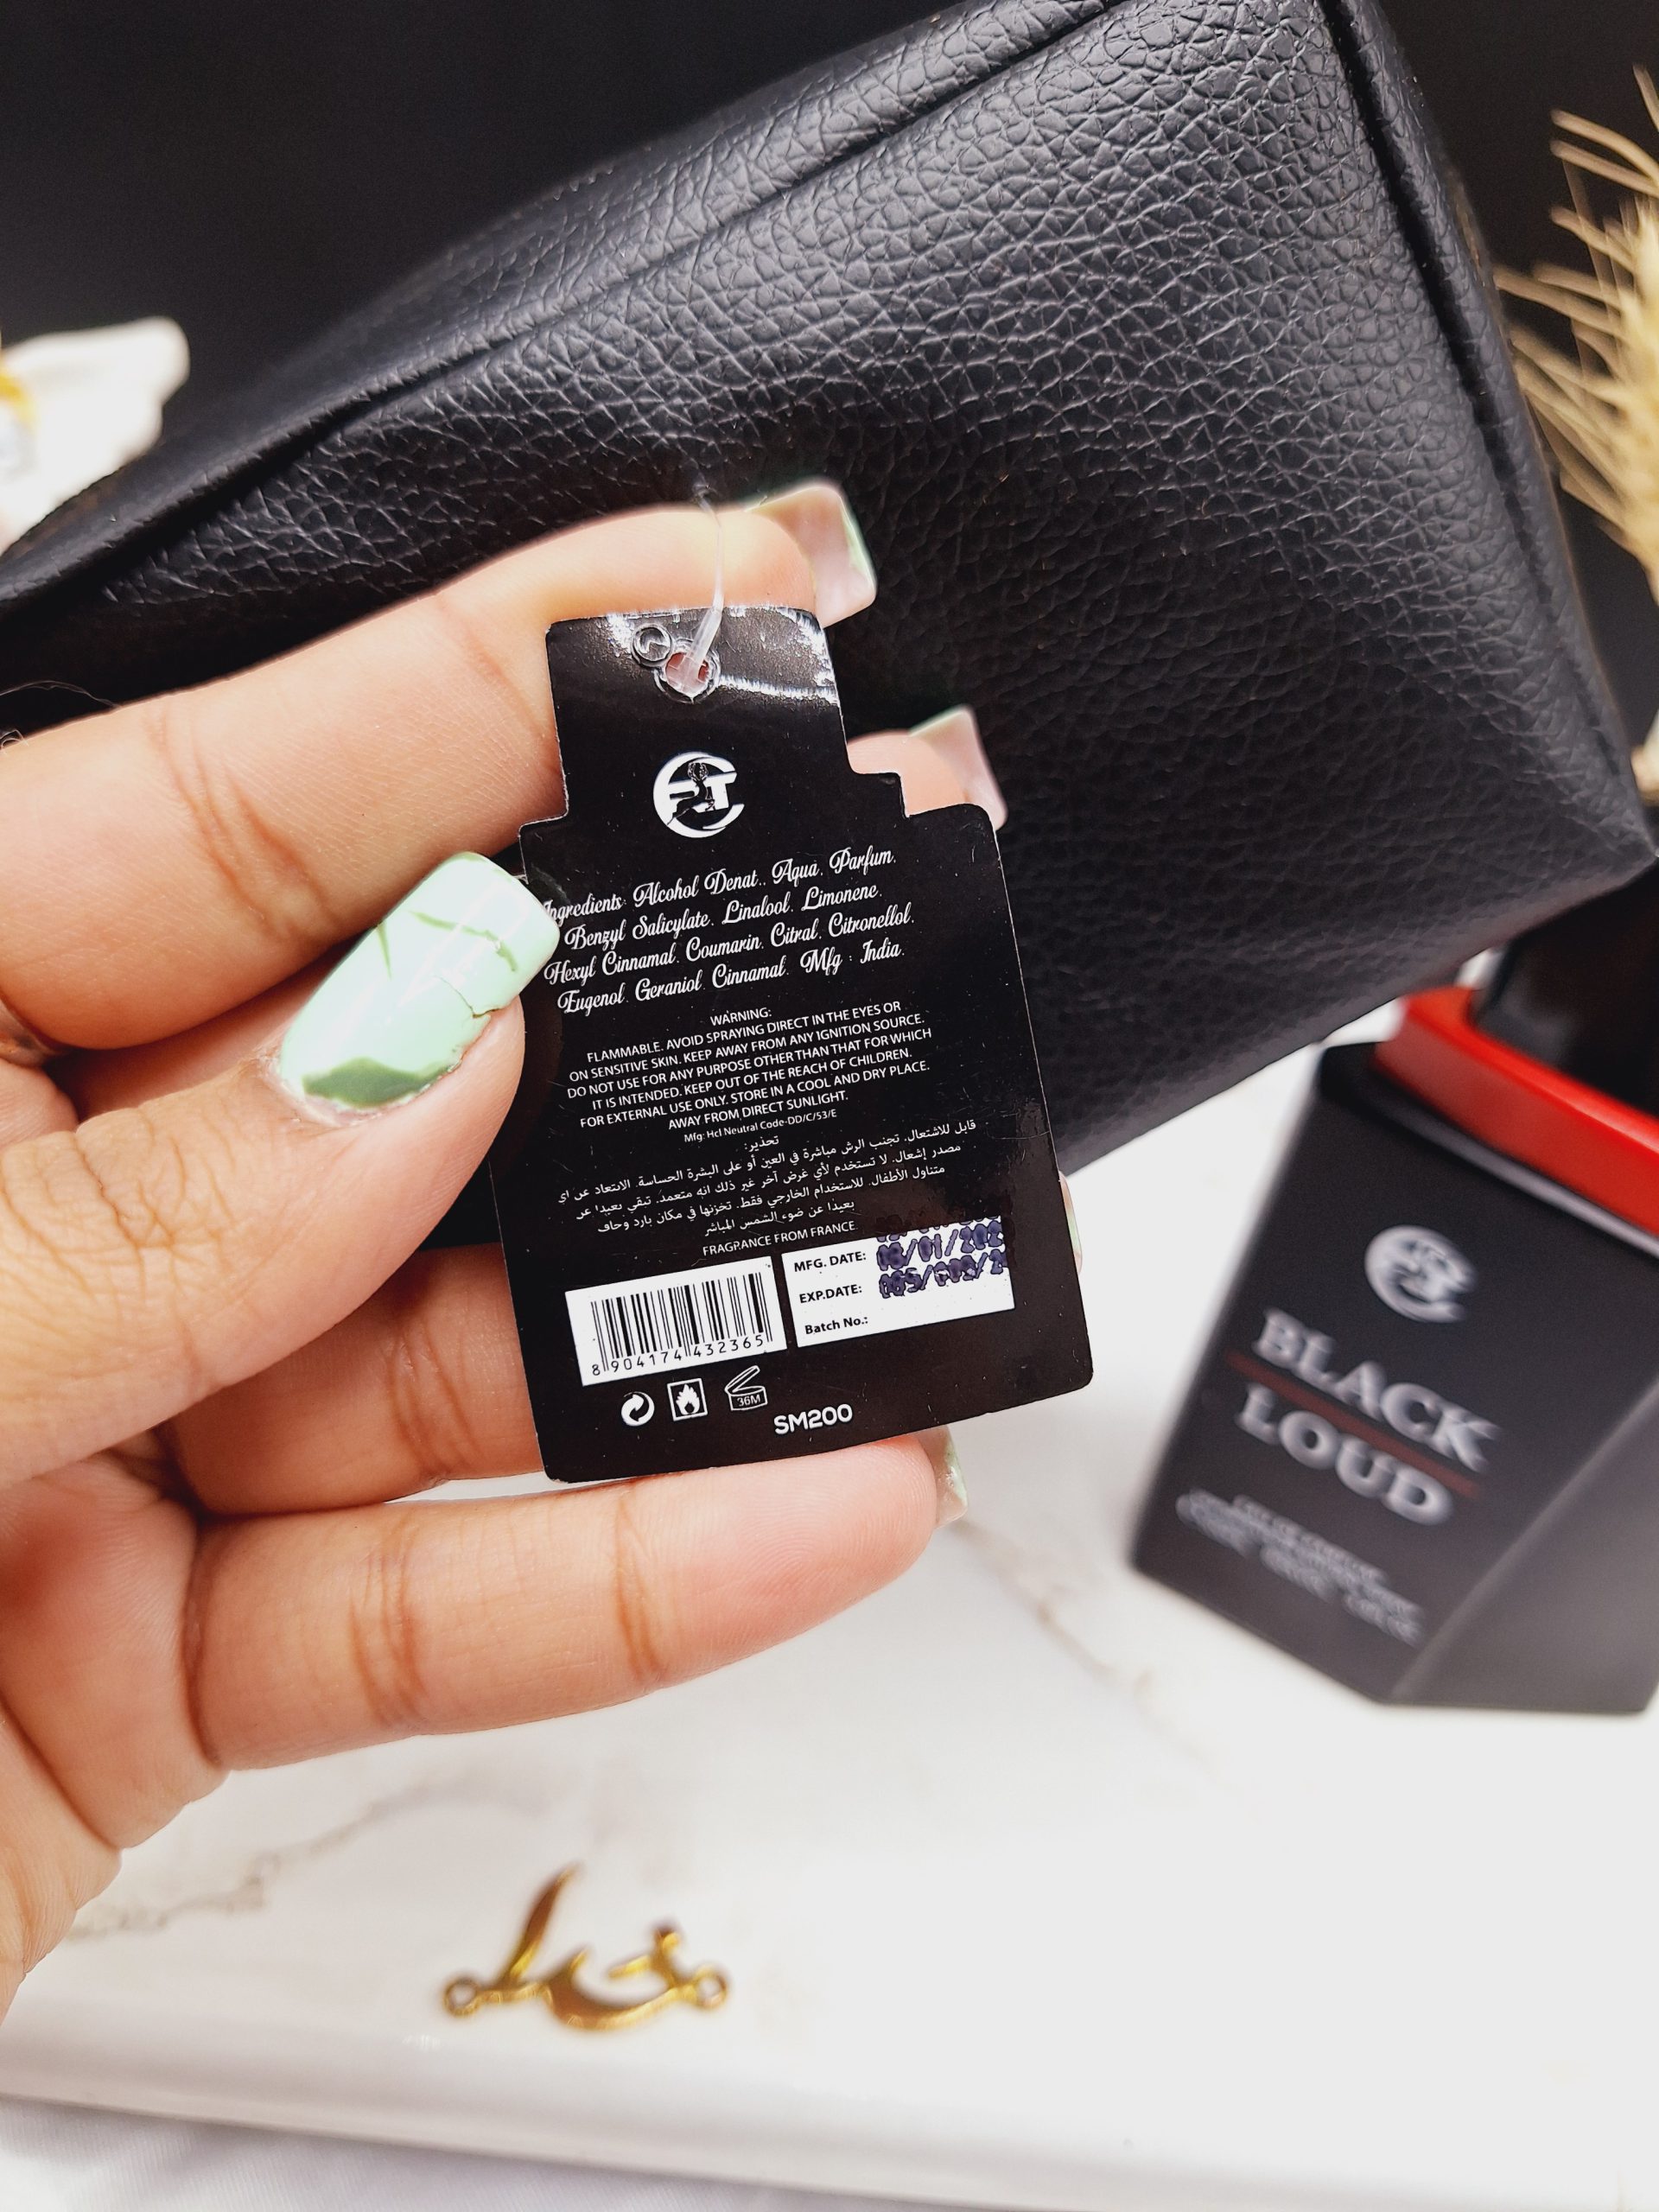 Ingredients: Alcohol Denat., Aqua, Parfum,
Benzyl Salicylate, Linalool, Limonene,
Hexyl Cinnamal, Coumarin, Citral, Citronellol,
Eugenol, Geraniol, Cinnamal. Mfg : India.
WARNING:
FLAMMABLE. AVOID SPRAYING DIRECT IN THE EYES OR
ON SENSITIVE SKIN. KEEP AWAY FROM ANY IGNITION SOURCE.
DO NOT USE FOR ANY PURPOSE OTHER THAN THAT FOR WHICH
IT IS INTENDED. KEEP OUT OF THE REACH OF CHILDREN.
FOR EXTERNAL USE ONLY. STORE IN A COOL AND DRY PLACE.
AWAY FROM DIRECT SUNLIGHT.
Mfg: Hcl Neutral Code-DD/C/53/E
تحذير:
قابل للاشتعال. تجنب الرش مباشرة في العين أو على البشرة الحساسة. الابتعاد عن اي
مصدر إشعال. لا تستخدم لأي غرض آخر غير ذلك انه متعمد. تبقي بعيدا عن
متناول الأطفال. للاستخدام الخارجي فقط. تخزنها في مكان بارد وجاف
بعيدا عن ضوء الشمس المباشر
FRAGRANCE FROM FRANCE
MFG. DATE:
EXP.DATE:
Batch No.:
8 904174 432365
36M
SM200
BLACK
LOUD